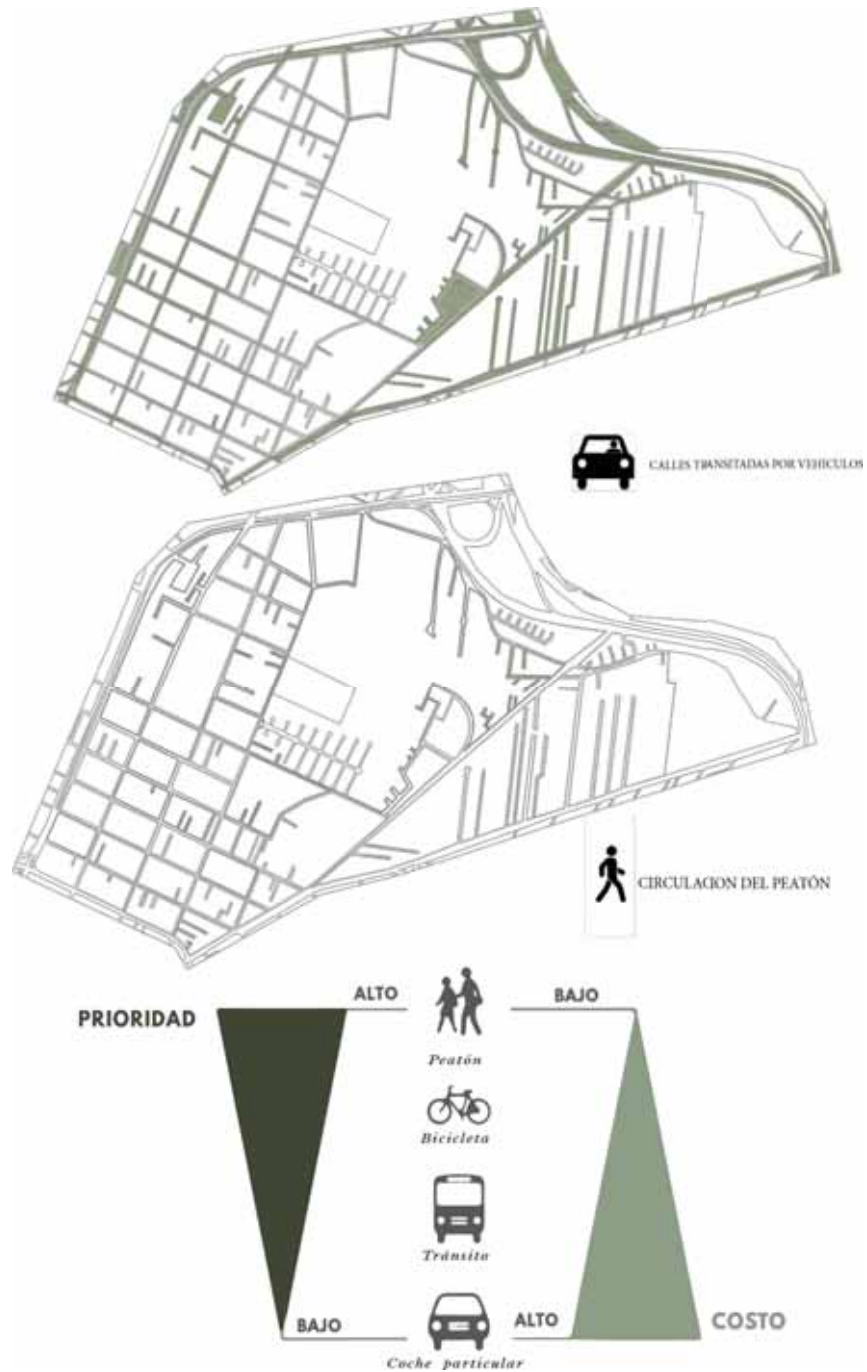 CALLES TRANSITADAS POR VEHICULOS
CIRCULACION DEL PEATÓN
PRIORIDAD
ALTO
BAJO
Peatón
Bicicleta
Tránsito
BAJO
ALTO
COSTO
Coche particular